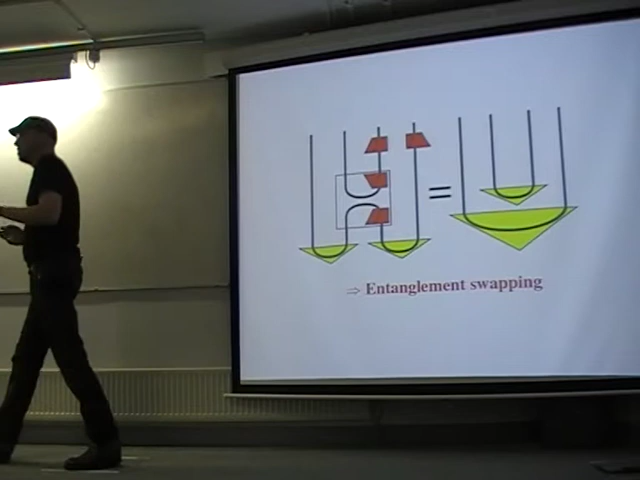 =
⇒ Entanglement swapping